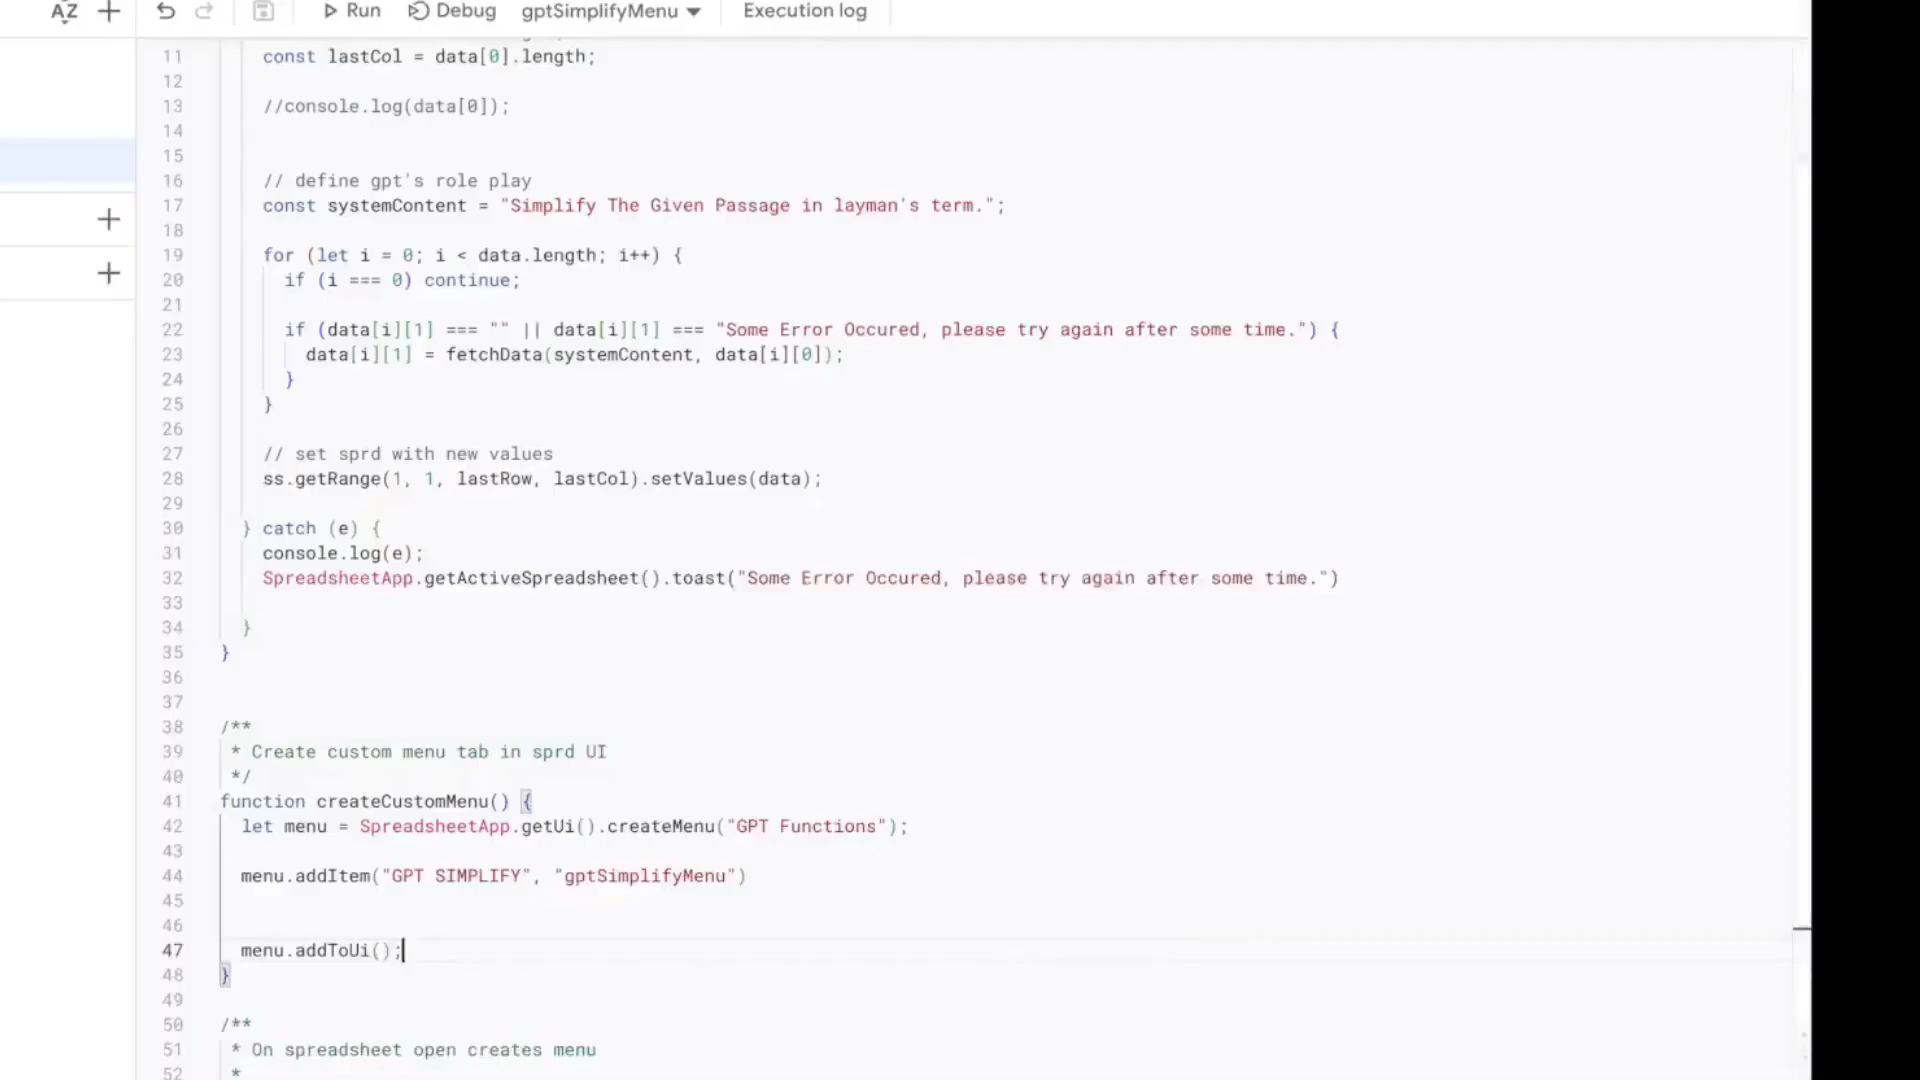 AZ
Run Debug gptSimplifyMenu Execution log
11 const lastCol = data[0].length;
12
13 //console.log(data[0]);
14
15
16 // define gpt's role play
17 const systemContent = "Simplify The Given Passage in layman's term.";
18
19 for (let i = 0; i < data.length; i++) {
20 if (i === 0) continue;
21
22 if (data[i][1] === "" || data[i][1] === "Some Error Occured, please try again after some time.") {
23 data[i][1] = fetchData(systemContent, data[i][0]);
24 }
25 }
26
27 // set sprd with new values
28 ss.getRange(1, 1, lastRow, lastCol).setValues(data);
29
30 } catch (e) {
31 console.log(e);
32 SpreadsheetApp.getActiveSpreadsheet().toast("Some Error Occured, please try again after some time.")
33
34 }
35 }
36
37
38 /**
39 * Create custom menu tab in sprd UI
40 */
41 function createCustomMenu() {
42 let menu = SpreadsheetApp.getUi().createMenu("GPT Functions");
43
44 menu.addItem("GPT SIMPLIFY", "gptSimplifyMenu")
45
46
47 menu.addToUi();
48 }
49
50 /**
51 * On spreadsheet open creates menu
52 *